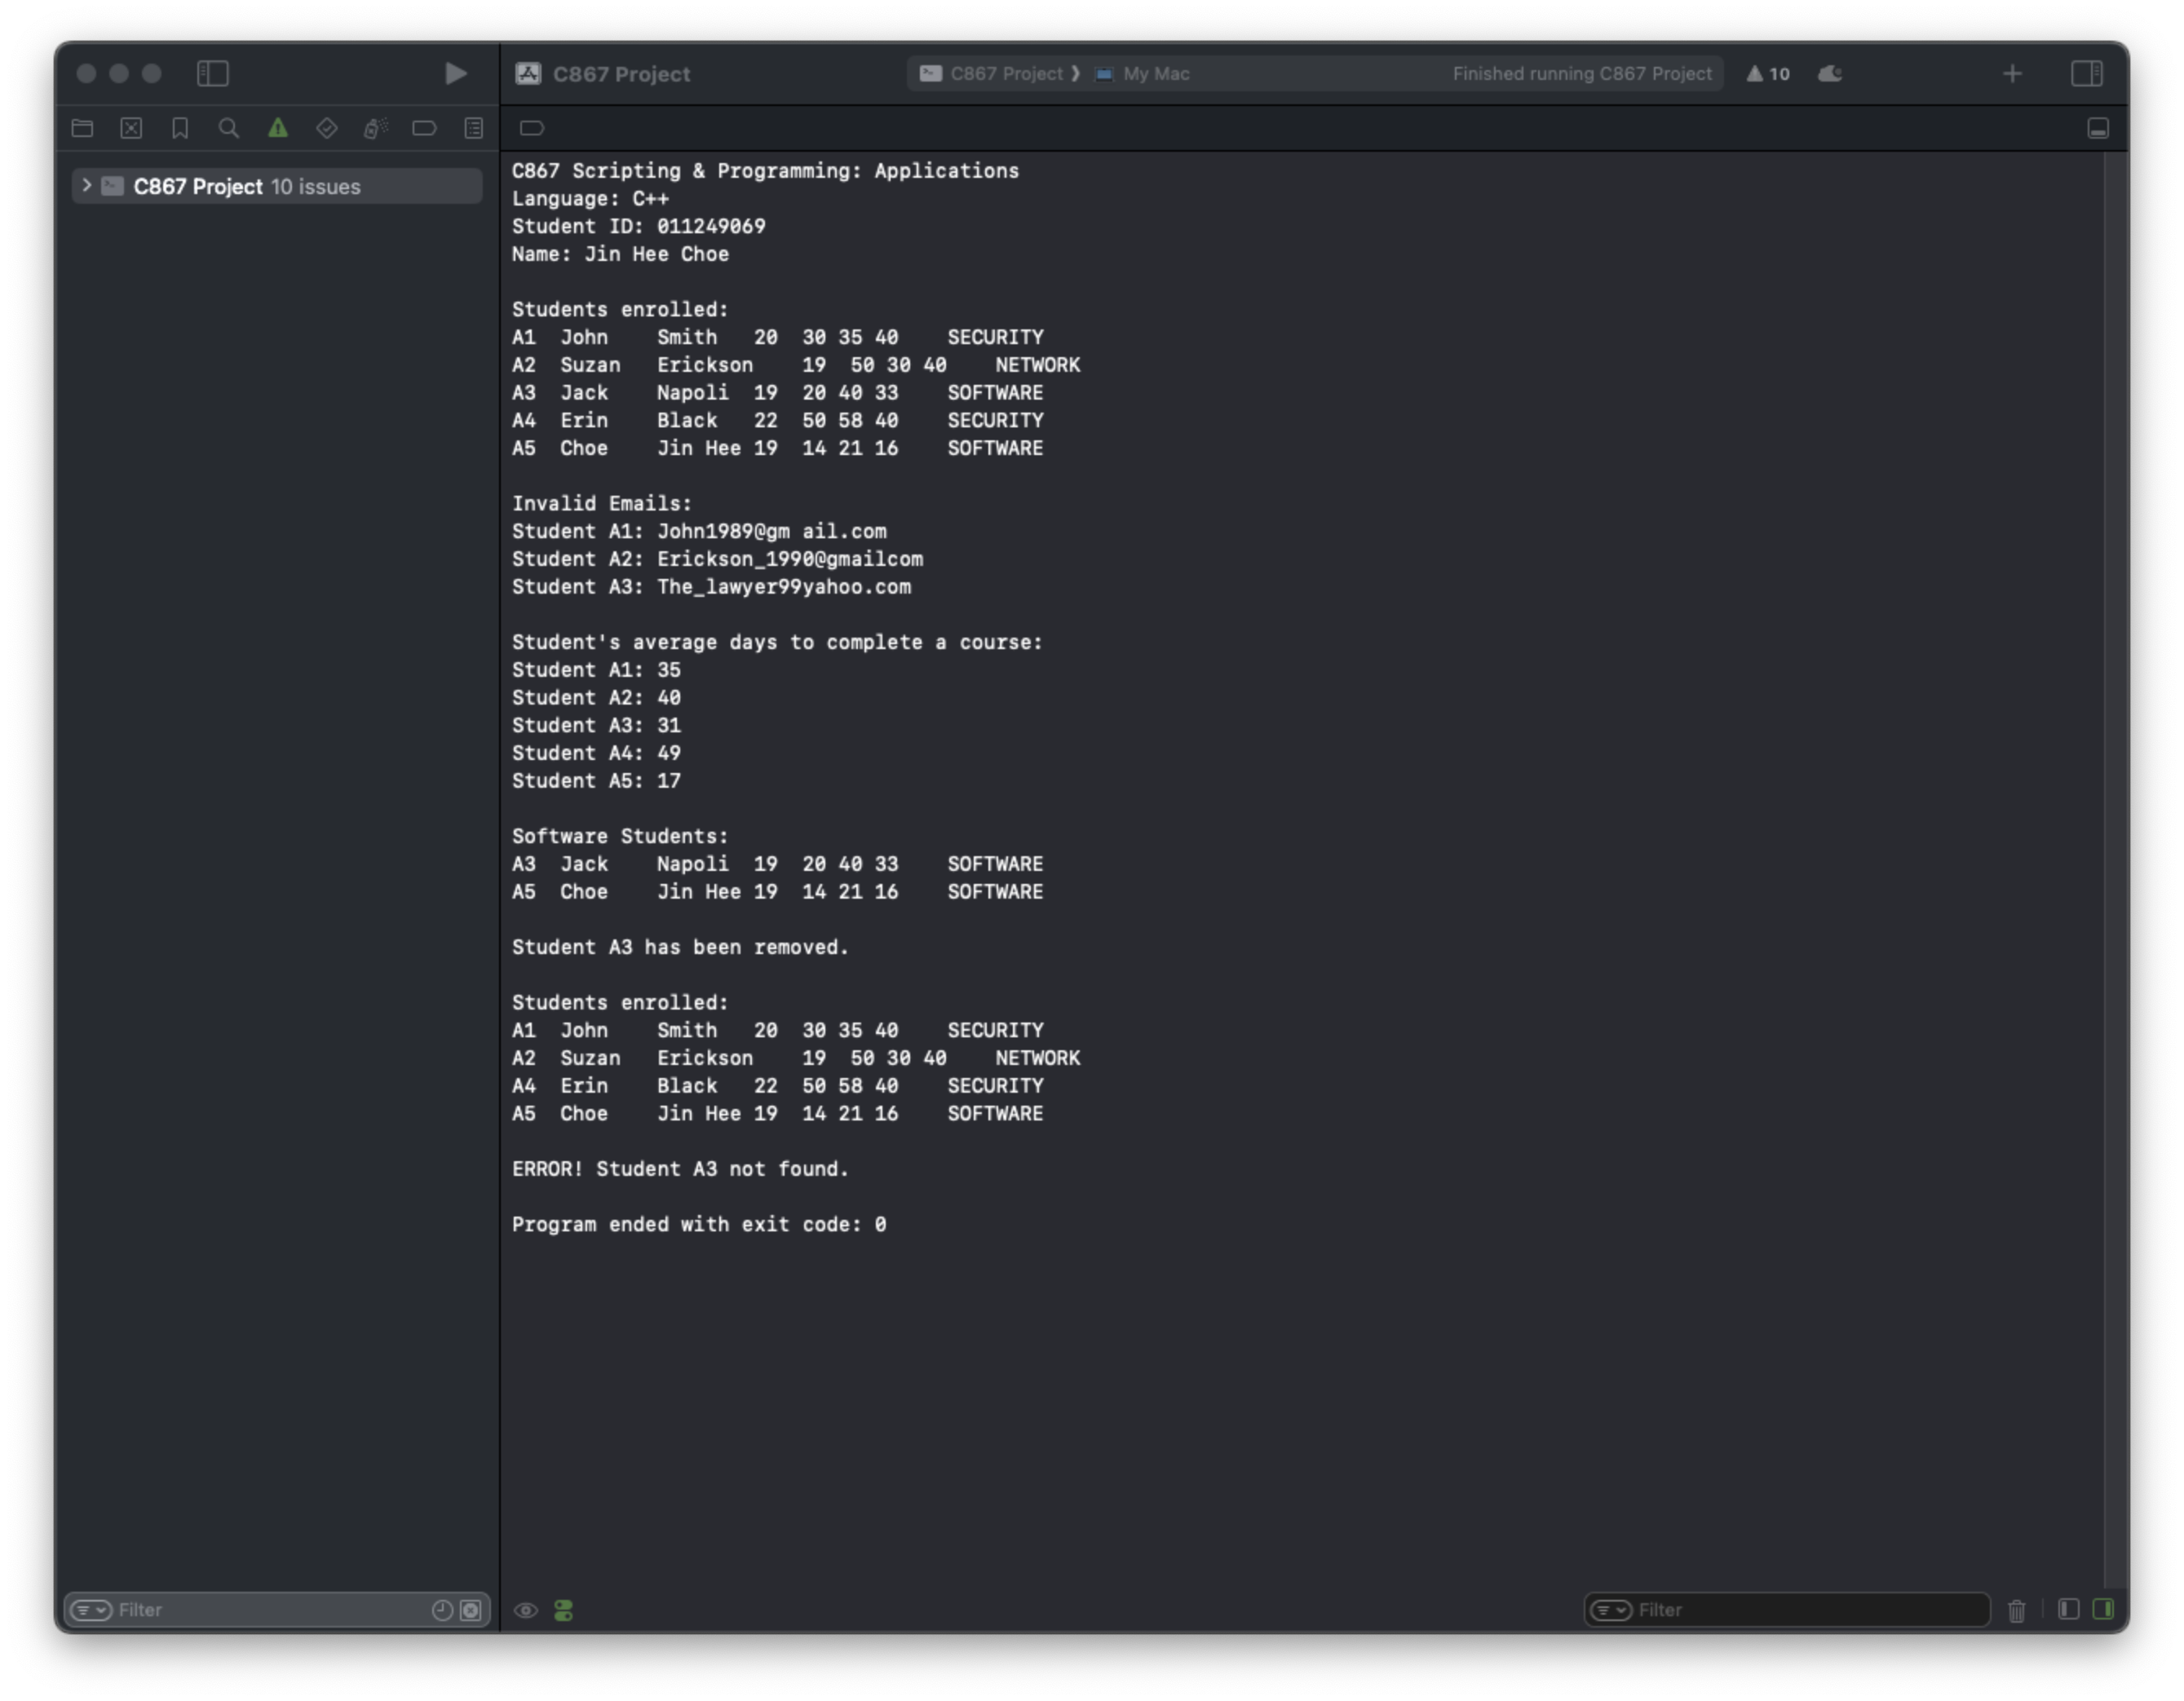 C867 Project
C867 Project ❯ My Mac
Finished running C867 Project
10
C867 Project 10 issues
C867 Scripting & Programming: Applications
Language: C++
Student ID: 011249069
Name: Jin Hee Choe
Students enrolled:
A1 John Smith 20 30 35 40 SECURITY
A2 Suzan Erickson 19 50 30 40 NETWORK
A3 Jack Napoli 19 20 40 33 SOFTWARE
A4 Erin Black 22 50 58 40 SECURITY
A5 Choe Jin Hee 19 14 21 16 SOFTWARE
Invalid Emails:
Student A1: John1989@gm ail.com
Student A2: Erickson_1990@gmailcom
Student A3: The_lawyer99yahoo.com
Student's average days to complete a course:
Student A1: 35
Student A2: 40
Student A3: 31
Student A4: 49
Student A5: 17
Software Students:
A3 Jack Napoli 19 20 40 33 SOFTWARE
A5 Choe Jin Hee 19 14 21 16 SOFTWARE
Student A3 has been removed.
Students enrolled:
A1 John Smith 20 30 35 40 SECURITY
A2 Suzan Erickson 19 50 30 40 NETWORK
A4 Erin Black 22 50 58 40 SECURITY
A5 Choe Jin Hee 19 14 21 16 SOFTWARE
ERROR! Student A3 not found.
Program ended with exit code: 0
Filter
Filter